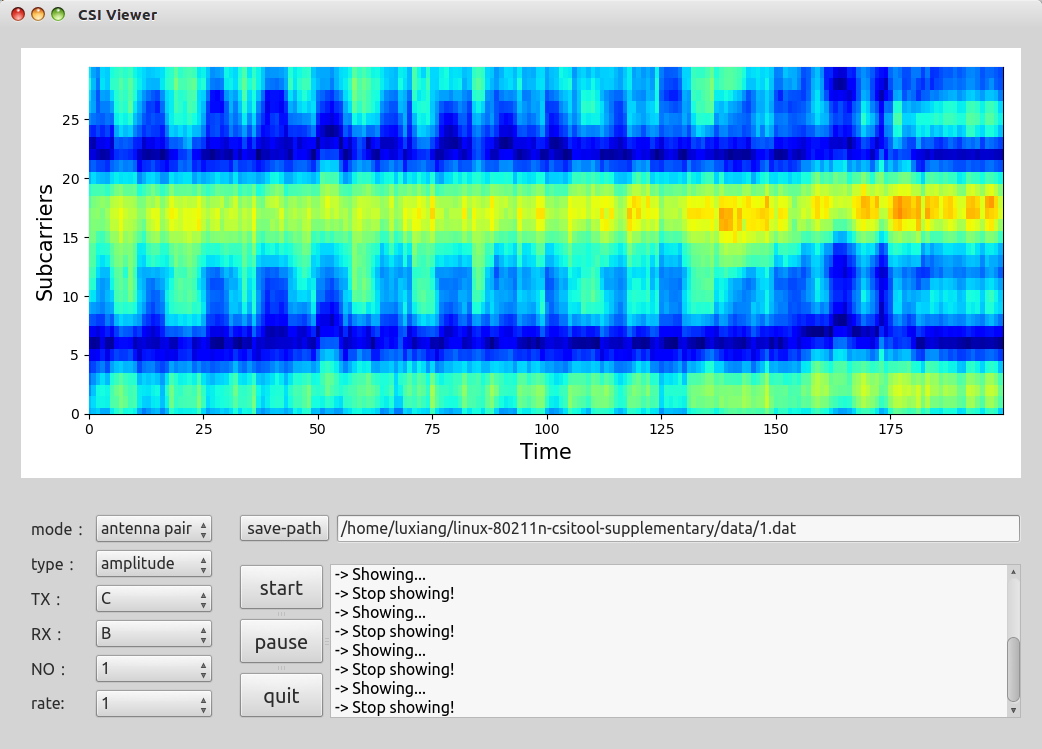 CSI Viewer
25
20
15
10
5
0
Subcarriers
0 25 50 75 100 125 150 175
Time
mode : antenna pair save-path /home/luxiang/linux-80211n-csitool-supplementary/data/1.dat
type : amplitude
TX : C
RX : B
NO : 1
rate: 1
start
pause
quit
-> Showing...
-> Stop showing!
-> Showing...
-> Stop showing!
-> Showing...
-> Stop showing!
-> Showing...
-> Stop showing!